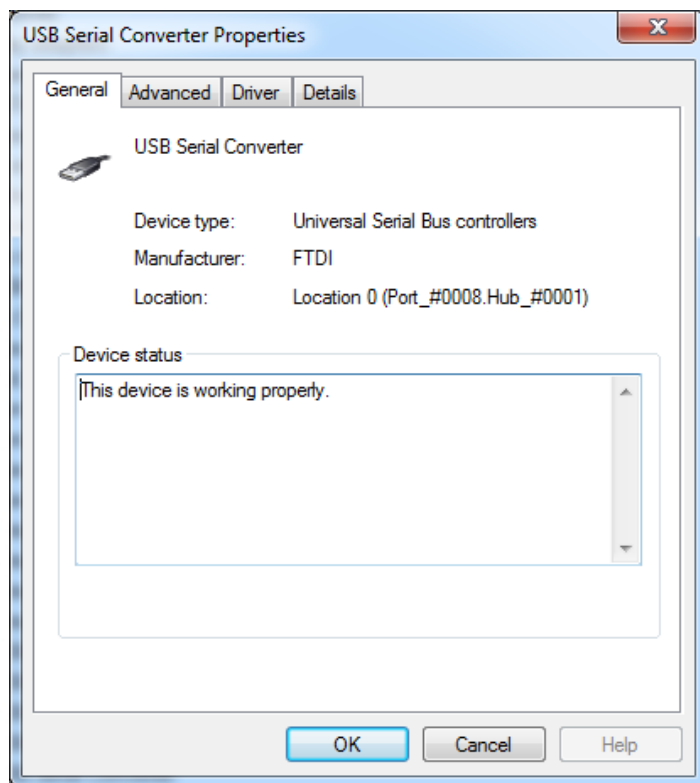 USB Serial Converter Properties
General Advanced Driver Details
USB Serial Converter
Device type: Universal Serial Bus controllers
Manufacturer: FTDI
Location: Location 0 (Port_#0008.Hub_#0001)
Device status
This device is working properly.
OK Cancel Help